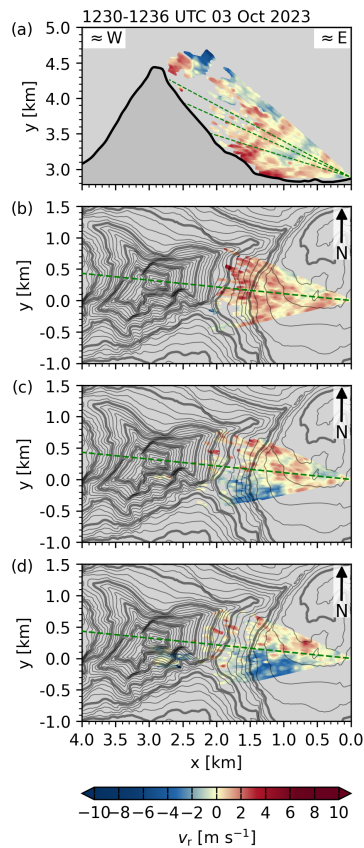 1230-1236 UTC 03 Oct 2023
(a)
≈ W
≈ E
5.0
4.5
4.0
3.5
3.0
y [km]
(b)
1.5
1.0
0.5
0.0
-0.5
-1.0
y [km]
N
(c)
1.5
1.0
0.5
0.0
-0.5
-1.0
y [km]
N
(d)
1.5
1.0
0.5
0.0
-0.5
-1.0
y [km]
N
4.0 3.5 3.0 2.5 2.0 1.5 1.0 0.5 0.0
x [km]
−10 −8 −6 −4 −2 0 2 4 6 8 10
vr [m s−1]